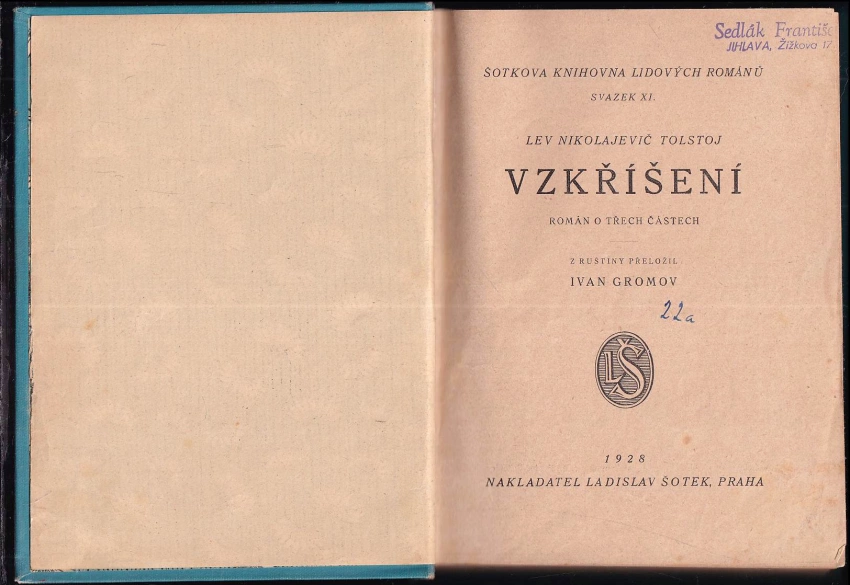 Sedlák Františe
JIHLAVA, Žižkova 17
ŠOTKOVA KNIHOVNA LIDOVÝCH ROMÁNŮ
SVAZEK XI.
LEV NIKOLAJEVIČ TOLSTOJ
VZKŘÍŠENÍ
ROMÁN O TŘECH ČÁSTECH
Z RUŠTINY PŘELOŽIL
IVAN GROMOV
22a
LŠ
1928
NAKLADATEL LADISLAV ŠOTEK, PRAHA